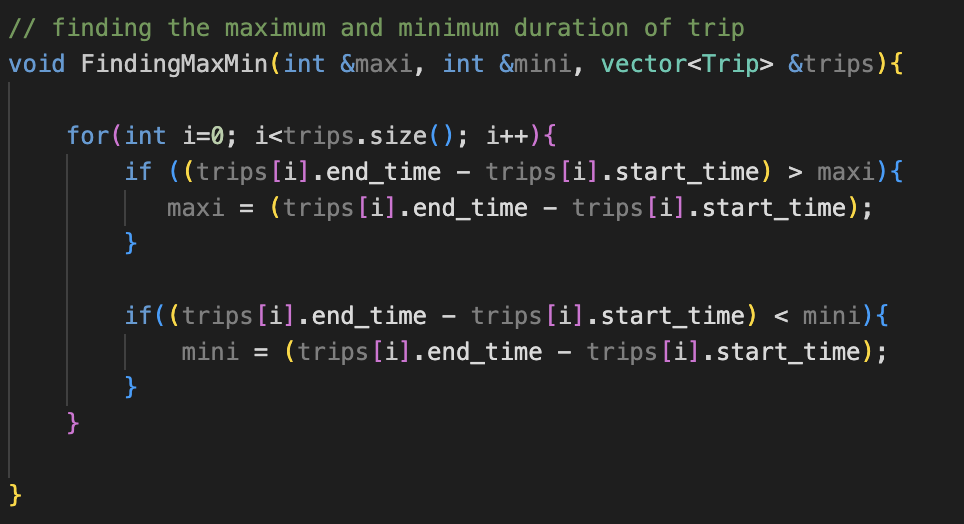 // finding the maximum and minimum duration of trip
void FindingMaxMin(int &maxi, int &mini, vector<Trip> &trips){
for(int i=0; i<trips.size(); i++){
if ((trips[i].end_time - trips[i].start_time) > maxi){
maxi = (trips[i].end_time - trips[i].start_time);
}
if((trips[i].end_time - trips[i].start_time) < mini){
mini = (trips[i].end_time - trips[i].start_time);
}
}
}